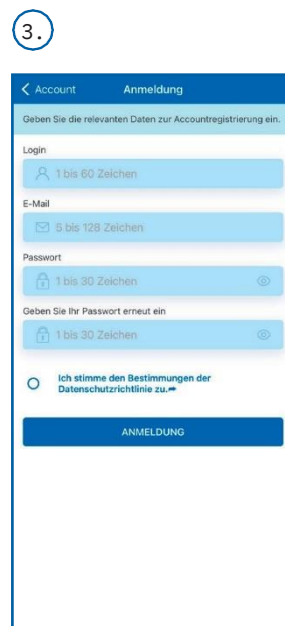 3.
Account Anmeldung
Geben Sie die relevanten Daten zur Accountregistrierung ein.
Login
1 bis 60 Zeichen
E-Mail
5 bis 128 Zeichen
Passwort
1 bis 30 Zeichen
Geben Sie Ihr Passwort erneut ein
1 bis 30 Zeichen
Ich stimme den Bestimmungen der
Datenschutzrichtlinie zu.➦
ANMELDUNG